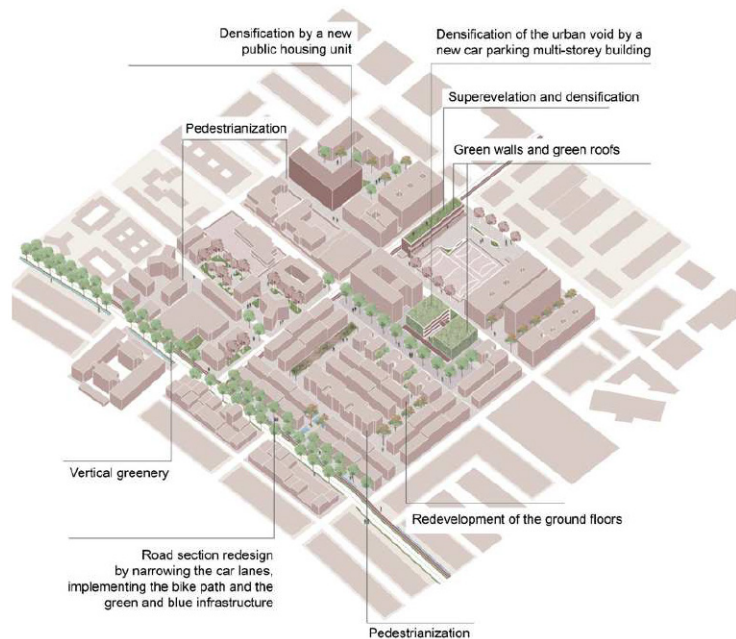 Densification by a new
public housing unit
Densification of the urban void by a
new car parking multi-storey building
Superevelation and densification
Pedestrianization
Green walls and green roofs
Vertical greenery
Redevelopment of the ground floors
Road section redesign
by narrowing the car lanes,
implementing the bike path and the
green and blue infrastructure
Pedestrianization